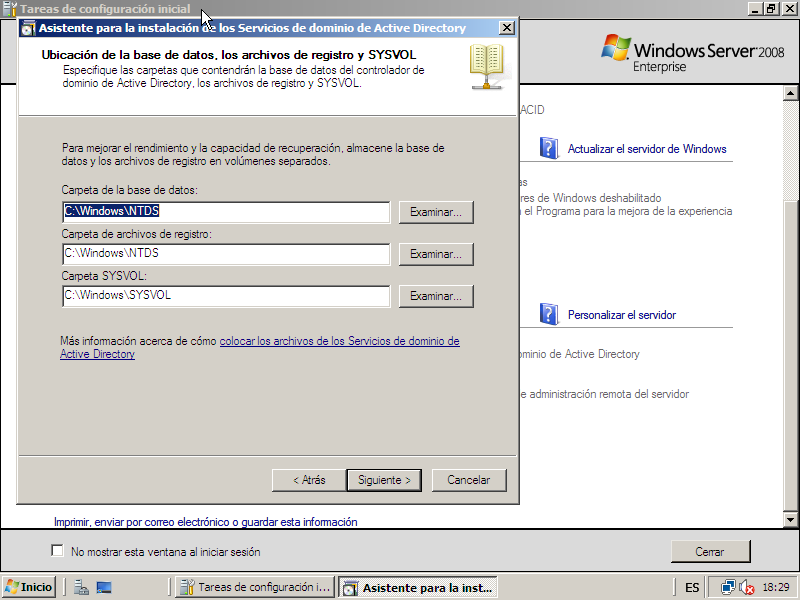 Tareas de configuración inicial
Asistente para la instalación de los Servicios de dominio de Active Directory
Ubicación de la base de datos, los archivos de registro y SYSVOL
Especifique las carpetas que contendrán la base de datos del controlador de
dominio de Active Directory, los archivos de registro y SYSVOL.
Windows Server 2008
Enterprise
Para mejorar el rendimiento y la capacidad de recuperación, almacene la base de
datos y los archivos de registro en volúmenes separados.
Carpeta de la base de datos:
C:\Windows\NTDS
Examinar...
Carpeta de archivos de registro:
C:\Windows\NTDS
Examinar...
Carpeta SYSVOL:
C:\Windows\SYSVOL
Examinar...
Más información acerca de cómo colocar los archivos de los Servicios de dominio de
Active Directory
< Atrás
Siguiente >
Cancelar
ACID
Actualizar el servidor de Windows
as
res de Windows deshabilitado
el Programa para la mejora de la experiencia
Personalizar el servidor
ominio de Active Directory
e administración remota del servidor
Imprimir, enviar por correo electrónico o guardar esta información
No mostrar esta ventana al iniciar sesión
Cerrar
Inicio
Tareas de configuración i...
Asistente para la inst...
ES
18:29